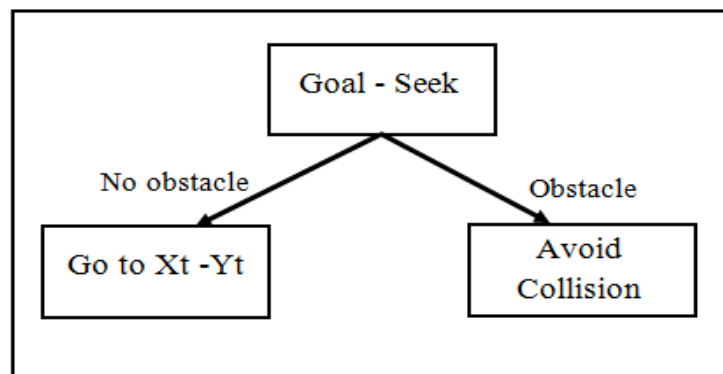 Goal - Seek
No obstacle
Obstacle
Go to Xt -Yt
Avoid
Collision